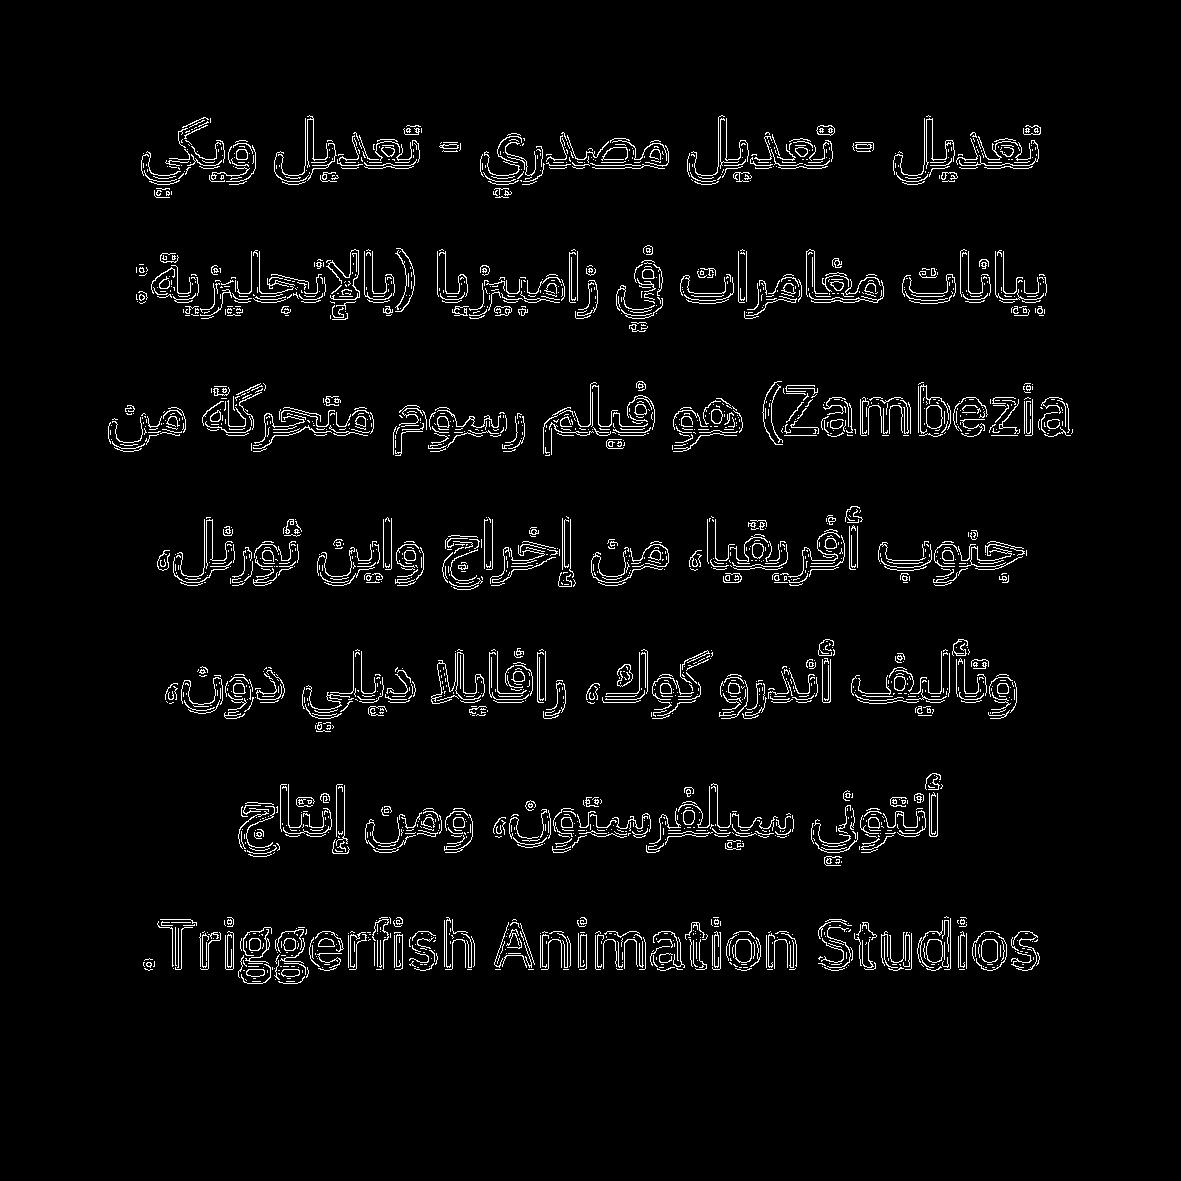 تعديل - تعديل مصدري - تعديل ويكي
بيانات مغامرات في زامبيزيا (بالإنجليزية:
Zambezia) هو فيلم رسوم متحركة من
جنوب أفريقيا، من إخراج واين ثورنل،
وتأليف أندرو كوك، رافايلا ديلي دون،
أنتوني سيلفرستون، ومن إنتاج
Triggerfish Animation Studios.